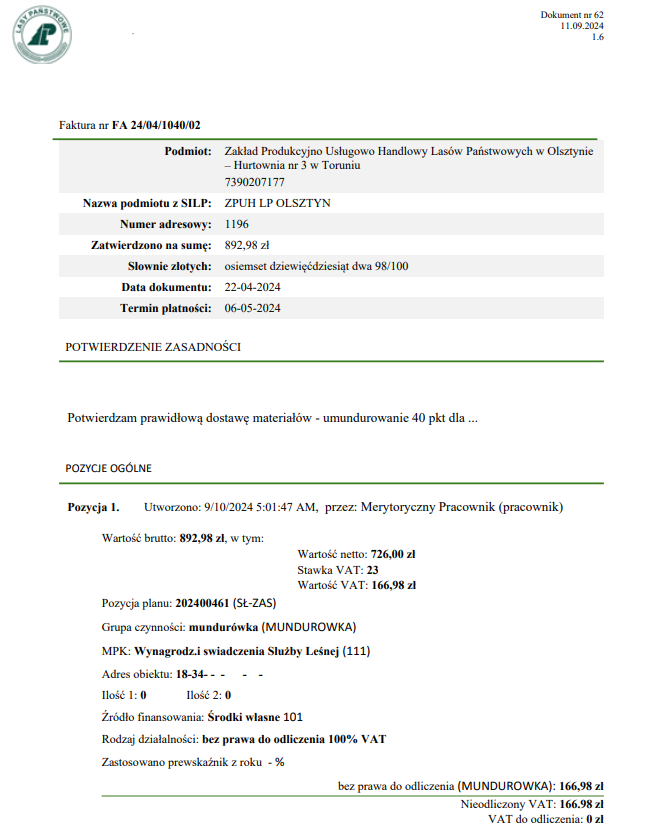 LASY PAŃSTWOWE
Dokument nr 62
11.09.2024
1.6
Faktura nr FA 24/04/1040/02
Podmiot: Zakład Produkcyjno Usługowo Handlowy Lasów Państwowych w Olsztynie
– Hurtownia nr 3 w Toruniu
7390207177
Nazwa podmiotu z SILP: ZPUH LP OLSZTYN
Numer adresowy: 1196
Zatwierdzono na sumę: 892,98 zł
Słownie złotych: osiemset dziewięćdziesiąt dwa 98/100
Data dokumentu: 22-04-2024
Termin płatności: 06-05-2024
POTWIERDZENIE ZASADNOŚCI
Potwierdzam prawidłową dostawę materiałów - umundurowanie 40 pkt dla ...
POZYCJE OGÓLNE
Pozycja 1. Utworzono: 9/10/2024 5:01:47 AM, przez: Merytoryczny Pracownik (pracownik)
Wartość brutto: 892,98 zł, w tym:
Wartość netto: 726,00 zł
Stawka VAT: 23
Wartość VAT: 166,98 zł
Pozycja planu: 202400461 (SŁ-ZAS)
Grupa czynności: mundurówka (MUNDUROWKA)
MPK: Wynagrodz.i swiadczenia Służby Leśnej (111)
Adres obiektu: 18-34- - - - -
Ilość 1: 0 Ilość 2: 0
Źródło finansowania: Środki własne 101
Rodzaj działalności: bez prawa do odliczenia 100% VAT
Zastosowano prewskaźnik z roku - %
bez prawa do odliczenia (MUNDUROWKA): 166,98 zł
Nieodliczony VAT: 166.98 zł
VAT do odliczenia: 0 zł